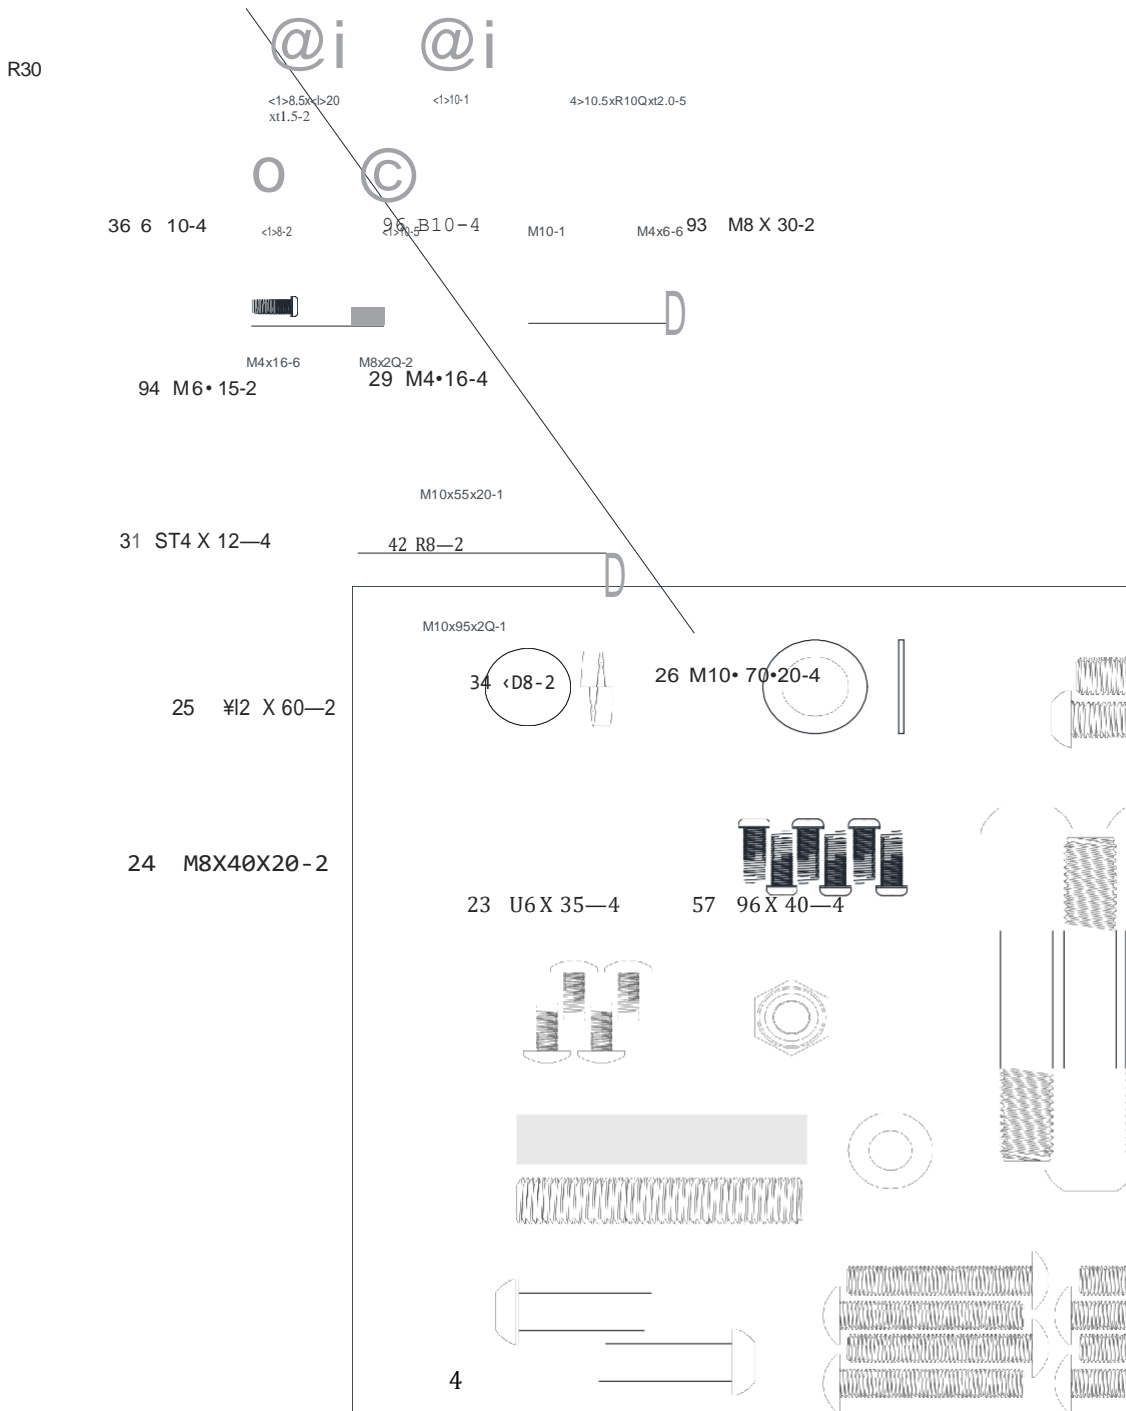 @i @i
R30
<1>8.5x<l>20 <1>10-1 4>10.5xR10Qxt2.0-5
xt1.5-2
o ©
36 6 10-4 <1>8-2 96 B10-4 <1>10-5 M10-1 M4x6-6 93 M8 X 30-2
D
M4x16-6 M8x2Q-2
94 M6• 15-2 29 M4•16-4
M10x55x20-1
31 ST4 X 12—4 42 R8—2
D
M10x95x2Q-1
34 ‹D8-2 26 M10• 70•20-4
25 ¥l2 X 60—2
24 M8X40X20-2
23 U6 X 35—4 57 96 X 40—4
4